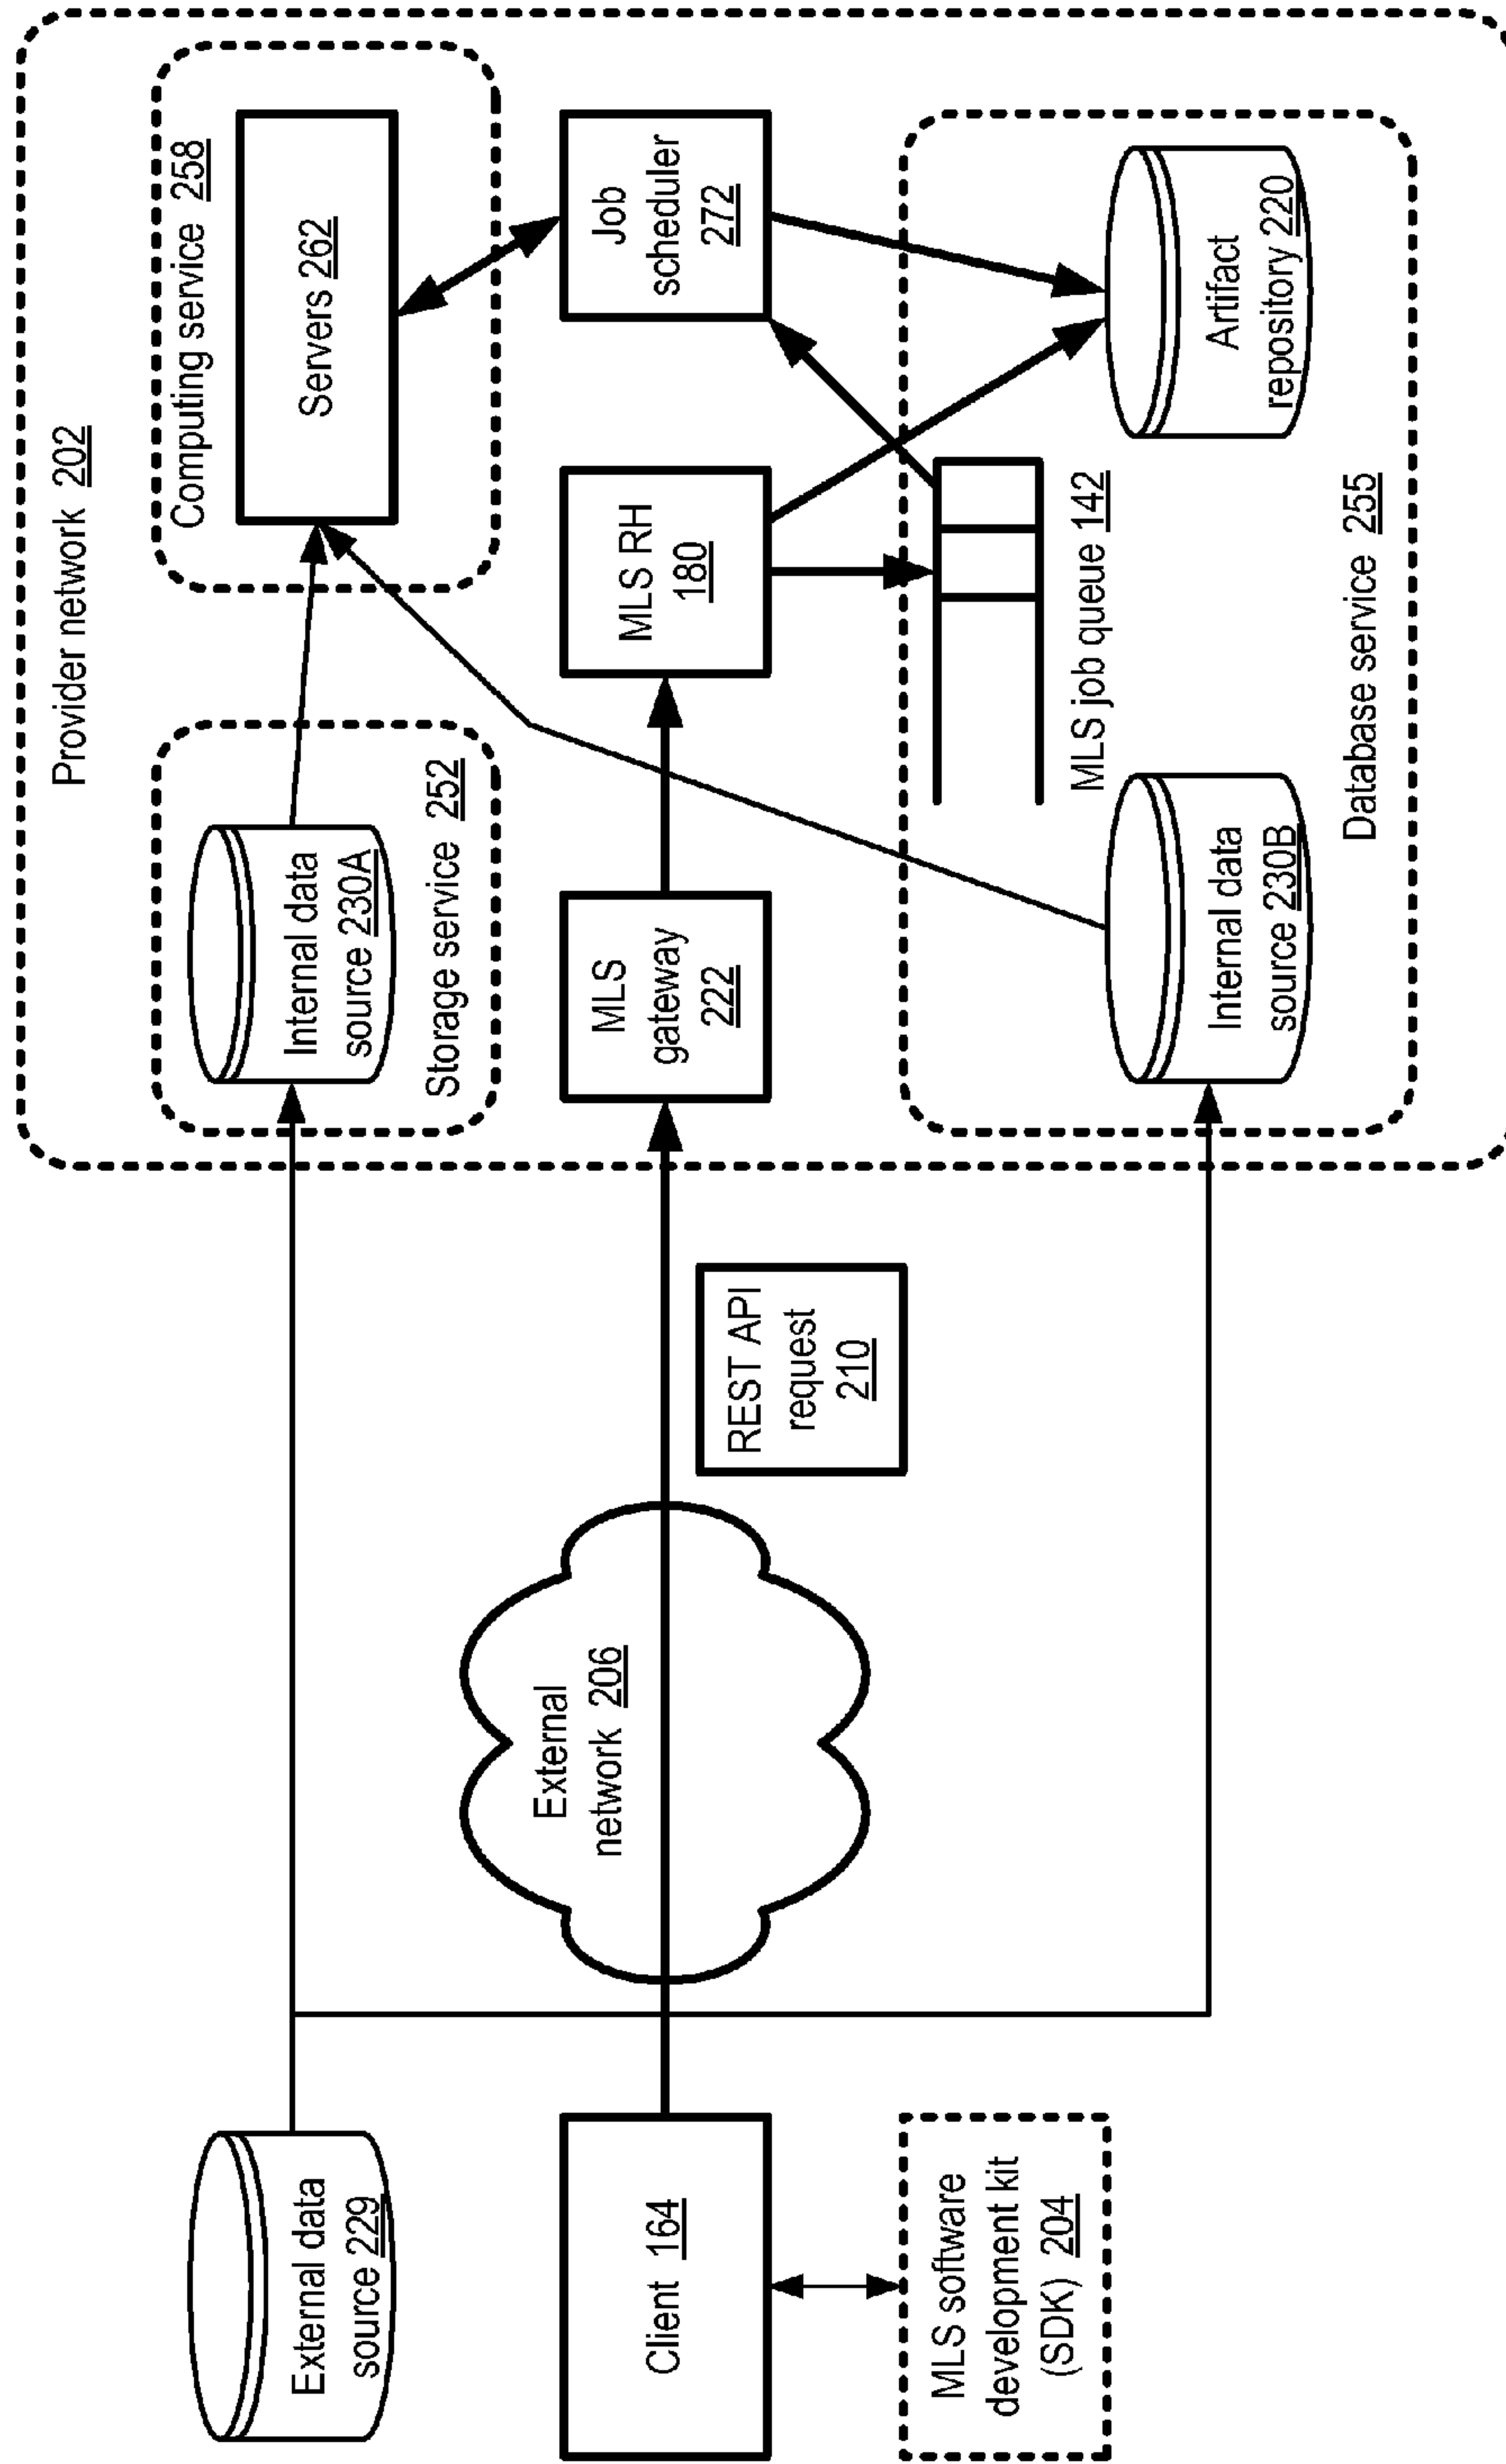 Provider network 202
Computing service 258
Servers 262
Internal data
source 230A
Storage service 252
External data
source 229
Job
scheduler
272
MLS RH
180
MLS
gateway
222
External
network 206
REST API
request
210
Client 164
MLS software
development kit
(SDK) 204
MLS job queue 142
Artifact
repository 220
Internal data
source 230B
Database service 255